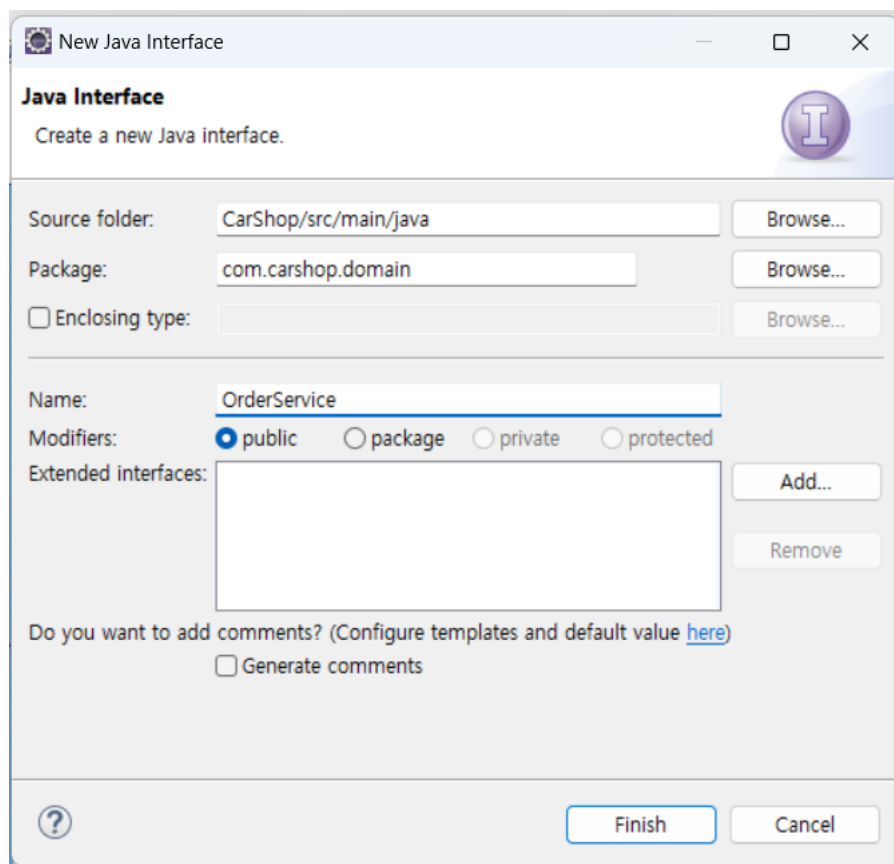 New Java Interface
Java Interface
Create a new Java interface.
Source folder: CarShop/src/main/java Browse...
Package: com.carshop.domain Browse...
Enclosing type: Browse...
Name: OrderService
Modifiers: public package private protected
Extended interfaces: Add...
Remove
Do you want to add comments? (Configure templates and default value here)
Generate comments
Finish Cancel